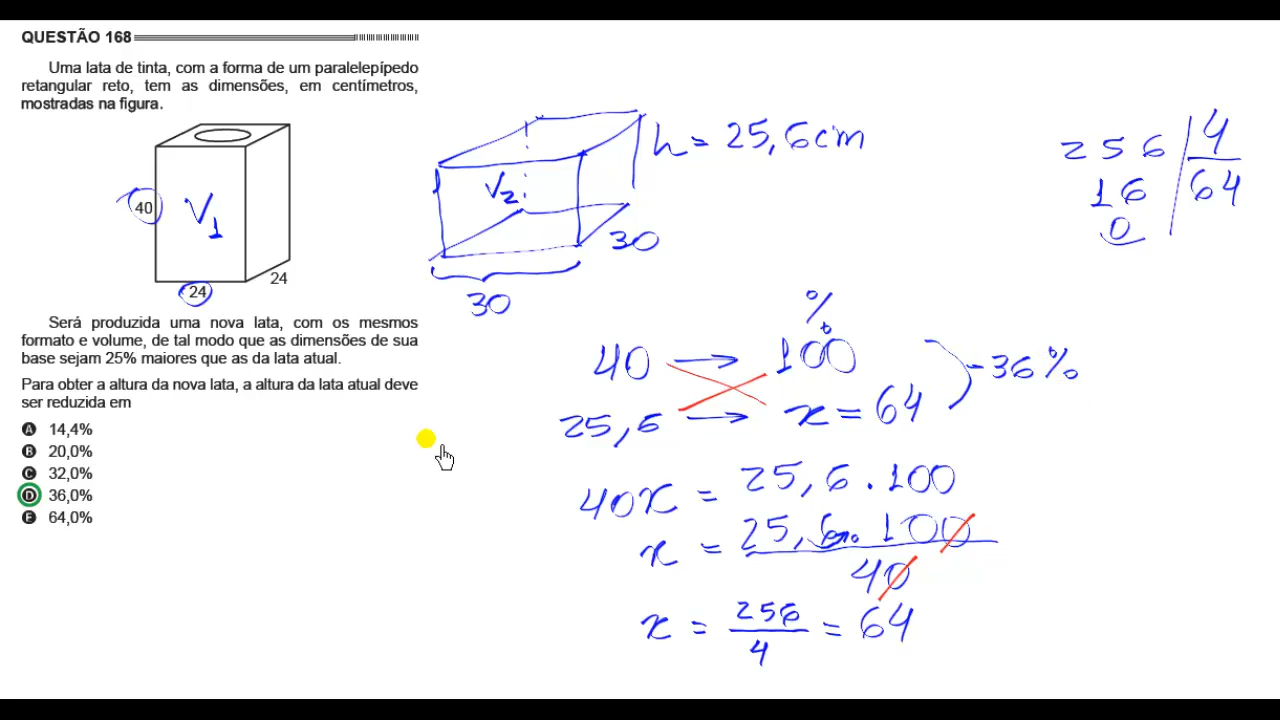 QUESTÃO 168
Uma lata de tinta, com a forma de um paralelepípedo
retangular reto, tem as dimensões, em centímetros,
mostradas na figura.
40
V1
24
24
Será produzida uma nova lata, com os mesmos
formato e volume, de tal modo que as dimensões de sua
base sejam 25% maiores que as da lata atual.
Para obter a altura da nova lata, a altura da lata atual deve
ser reduzida em
A 14,4%
B 20,0%
C 32,0%
D 36,0%
E 64,0%
V2
h = 25,6cm
30
30
256 4
16 64
0
%
40 → 100
25,6 → x = 64
-36%
40x = 25,6 . 100
x = 25,6 . 100
40
x = 256 = 64
4